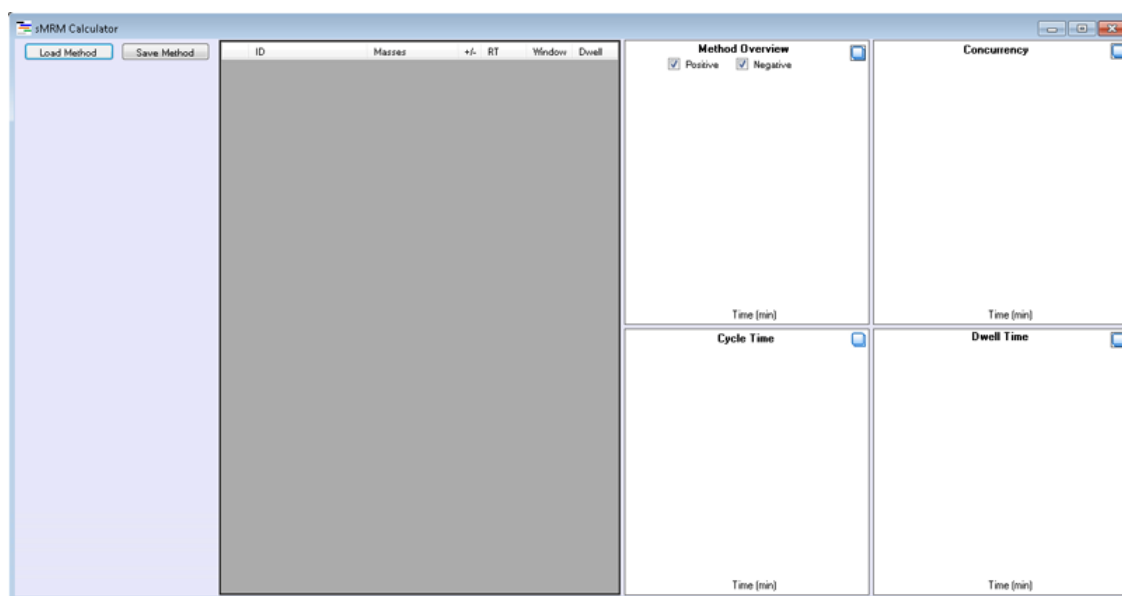 sMRM Calculator
Load Method Save Method
ID Masses +/- RT Window Dwell
Method Overview
Positive Negative
Time (min)
Concurrency
Time (min)
Cycle Time
Time (min)
Dwell Time
Time (min)